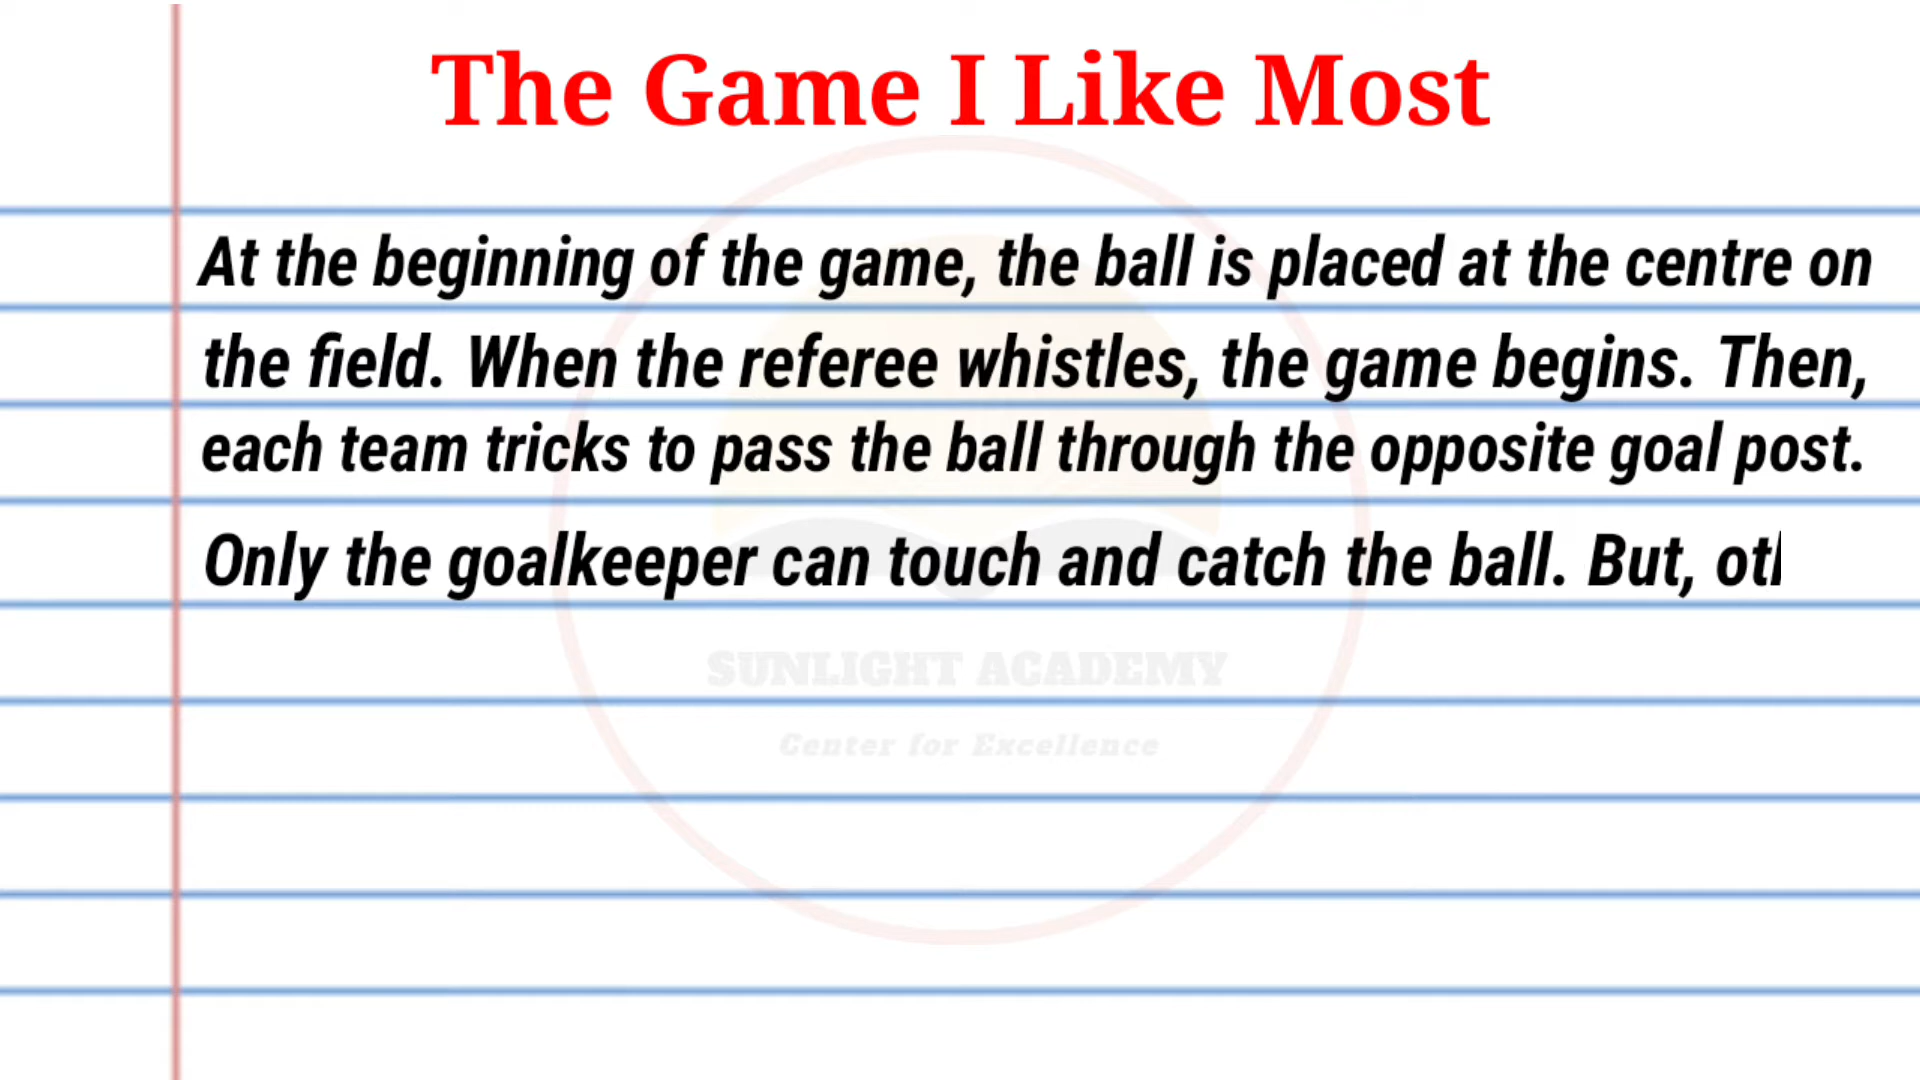 The Game I Like Most
At the beginning of the game, the ball is placed at the centre on
the field. When the referee whistles, the game begins. Then,
each team tricks to pass the ball through the opposite goal post.
Only the goalkeeper can touch and catch the ball. But,
SUNLIGHT ACADEMY
Center for Excellence